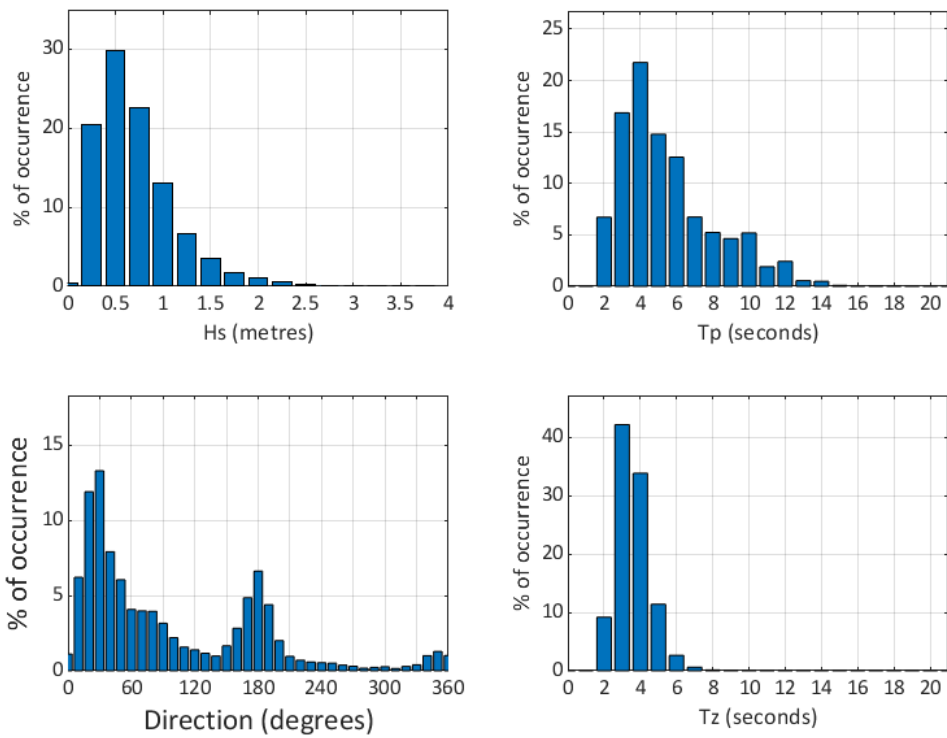 % of occurrence
30
20
10
0
0 0.5 1 1.5 2 2.5 3 3.5 4
Hs (metres)
% of occurrence
25
20
15
10
5
0
0 2 4 6 8 10 12 14 16 18 20
Tp (seconds)
% of occurrence
15
10
5
0
0 60 120 180 240 300 360
Direction (degrees)
% of occurrence
40
30
20
10
0
0 2 4 6 8 10 12 14 16 18 20
Tz (seconds)